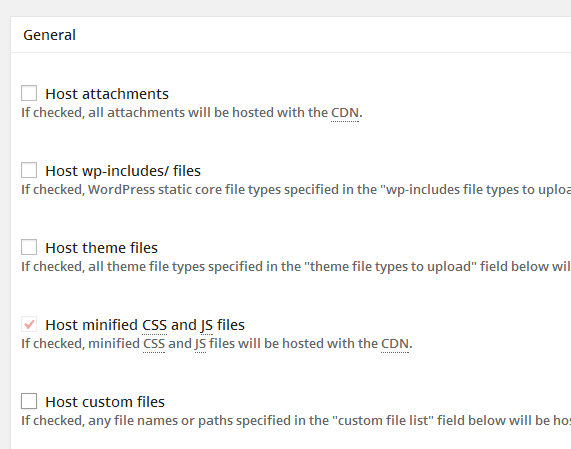 General
Host attachments
If checked, all attachments will be hosted with the CDN.
Host wp-includes/ files
If checked, WordPress static core file types specified in the "wp-includes file types to
Host theme files
If checked, all theme file types specified in the "theme file types to upload" field below
Host minified CSS and JS files
If checked, minified CSS and JS files will be hosted with the CDN.
Host custom files
If checked, any file names or paths specified in the "custom file list" field below will be